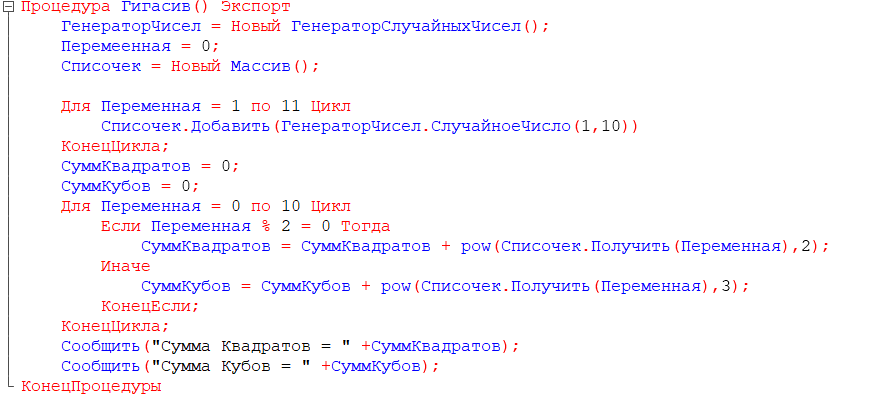 Процедура Гигасив() Экспорт
ГенераторЧисел = Новый ГенераторСлучайныхЧисел();
Перемеенная = 0;
Списочек = Новый Массив();
Для Переменная = 1 по 11 Цикл
Списочек.Добавить(ГенераторЧисел.СлучайноеЧисло(1,10))
КонецЦикла;
СуммКвадратов = 0;
СуммКубов = 0;
Для Переменная = 0 по 10 Цикл
Если Переменная % 2 = 0 Тогда
СуммКвадратов = СуммКвадратов + pow(Списочек.Получить(Переменная),2);
Иначе
СуммКубов = СуммКубов + pow(Списочек.Получить(Переменная),3);
КонецЕсли;
КонецЦикла;
Сообщить("Сумма Квадратов = " +СуммКвадратов);
Сообщить("Сумма Кубов = " +СуммКубов);
КонецПроцедуры